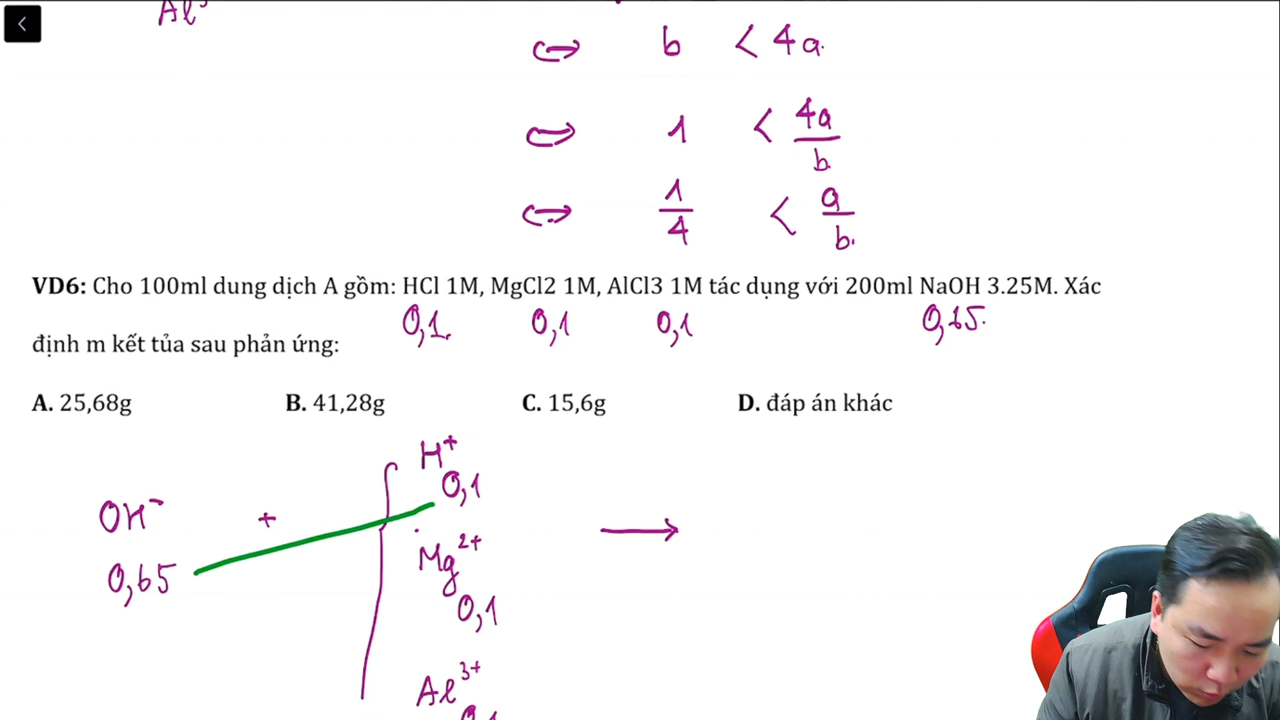 Al³
⇔ b < 4a.
⇔ 1 < 4a/b
⇔ 1/4 < a/b.
VD6: Cho 100ml dung dịch A gồm: HCl 1M, MgCl2 1M, AlCl3 1M tác dụng với 200ml NaOH 3.25M. Xác
0,1. 0,1 0,1 0,65.
định m kết tủa sau phản ứng:
A. 25,68g B. 41,28g C. 15,6g D. đáp án khác
H⁺
0,1
OH⁻ + →
Mg²⁺
0,65
0,1
Al³⁺
0,1